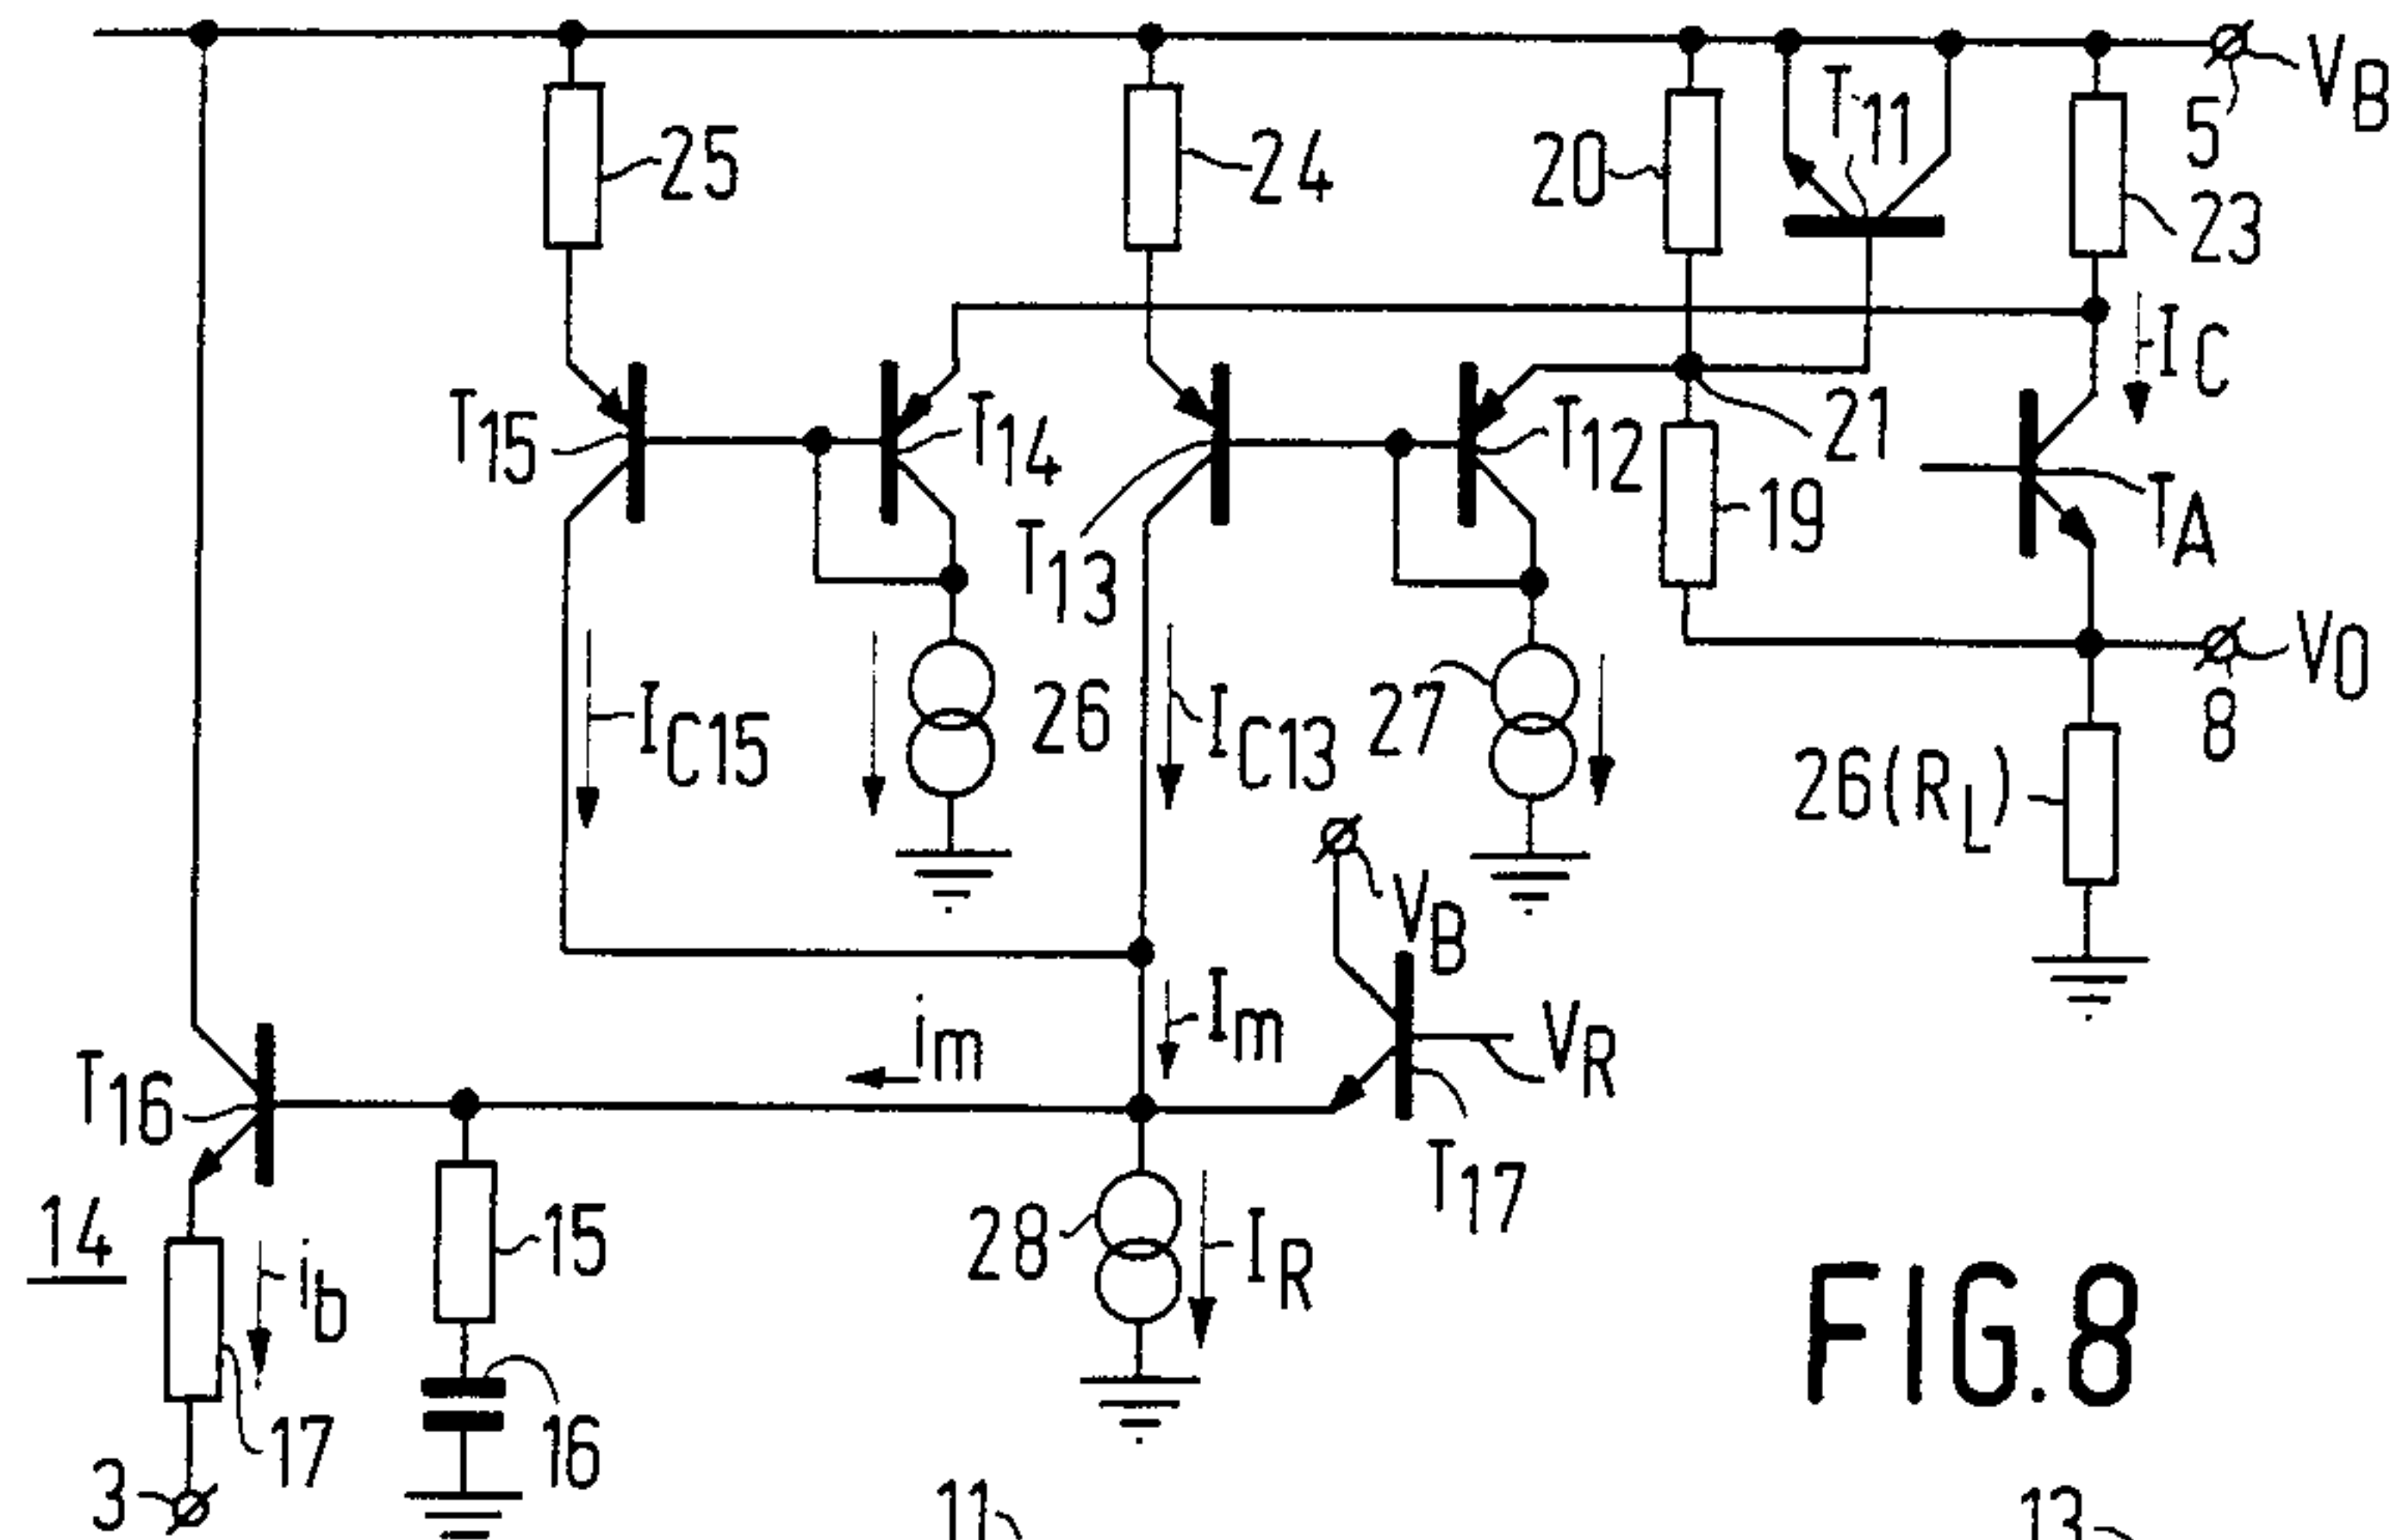 VB
5
T11
25
24
20
23
IC
T15
T14
T12
21
T13
19
TA
VO
8
IC15
26
IC13
27
26(RL)
VB
im
Im
VR
T16
T17
14
ib
15
28
IR
17
16
3
FIG.8
11
13